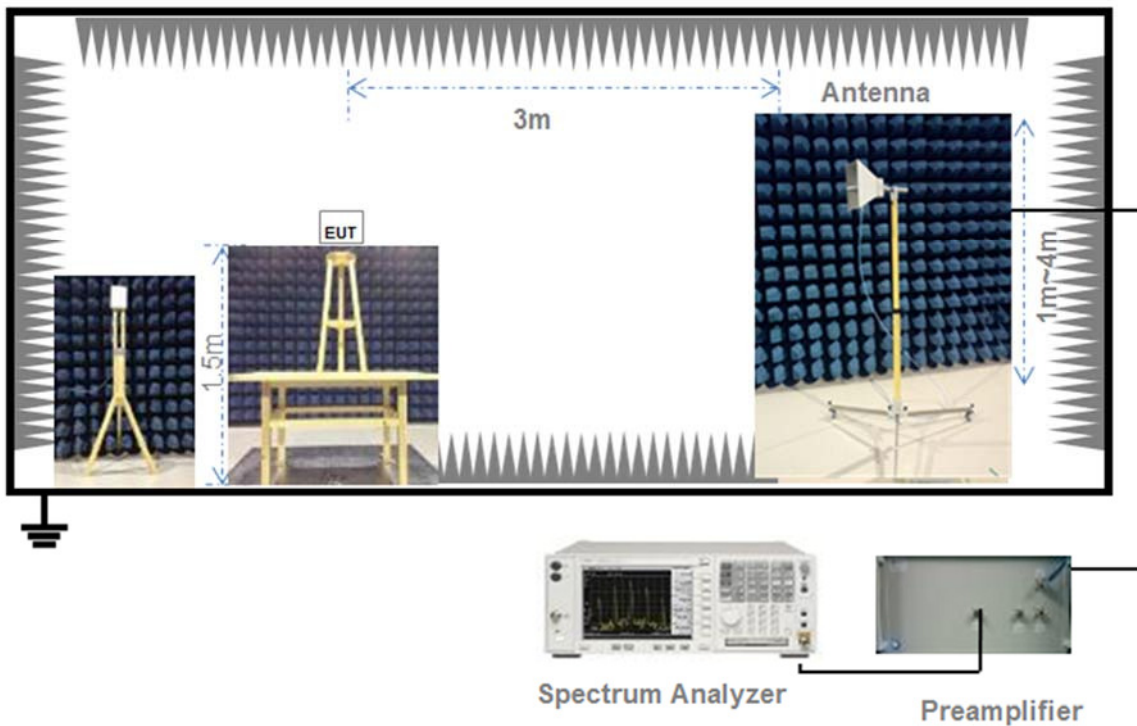 Antenna
3m
EUT
1.5m
1m~4m
Spectrum Analyzer
Preamplifier